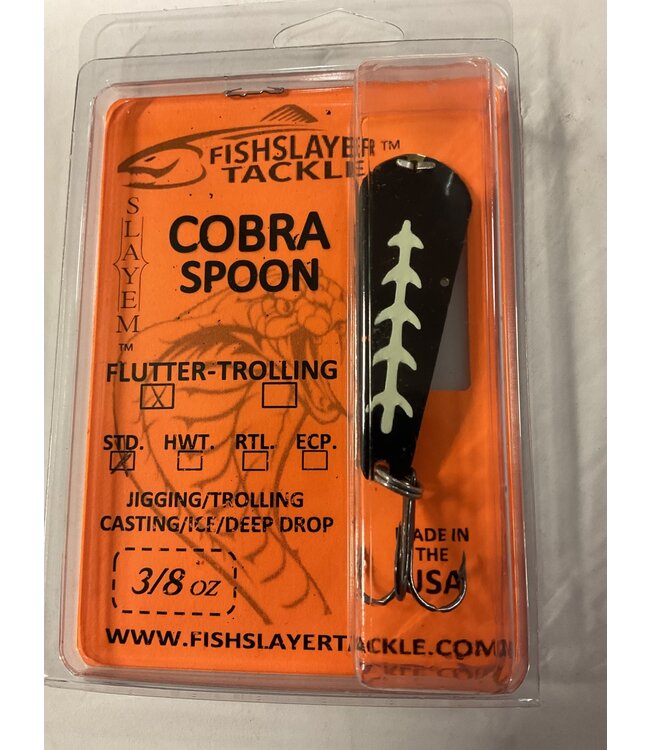 FISHSLAYER™
TACKLE
SLAYEM™
COBRA
SPOON
FLUTTER-TROLLING
STD. HWT. RTL. ECP.
JIGGING/TROLLING
CASTING/ICE/DEEP DROP
3/8 OZ
MADE IN
THE
USA
WWW.FISHSLAYERTACKLE.COM